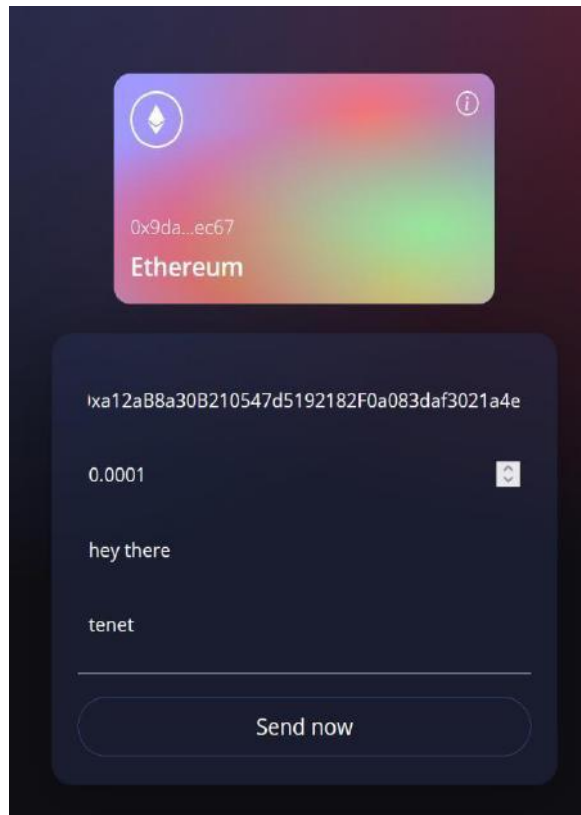 0x9da...ec67
Ethereum
xa12aB8a30B210547d5192182F0a083daf3021a4e
0.0001
hey there
tenet
Send now